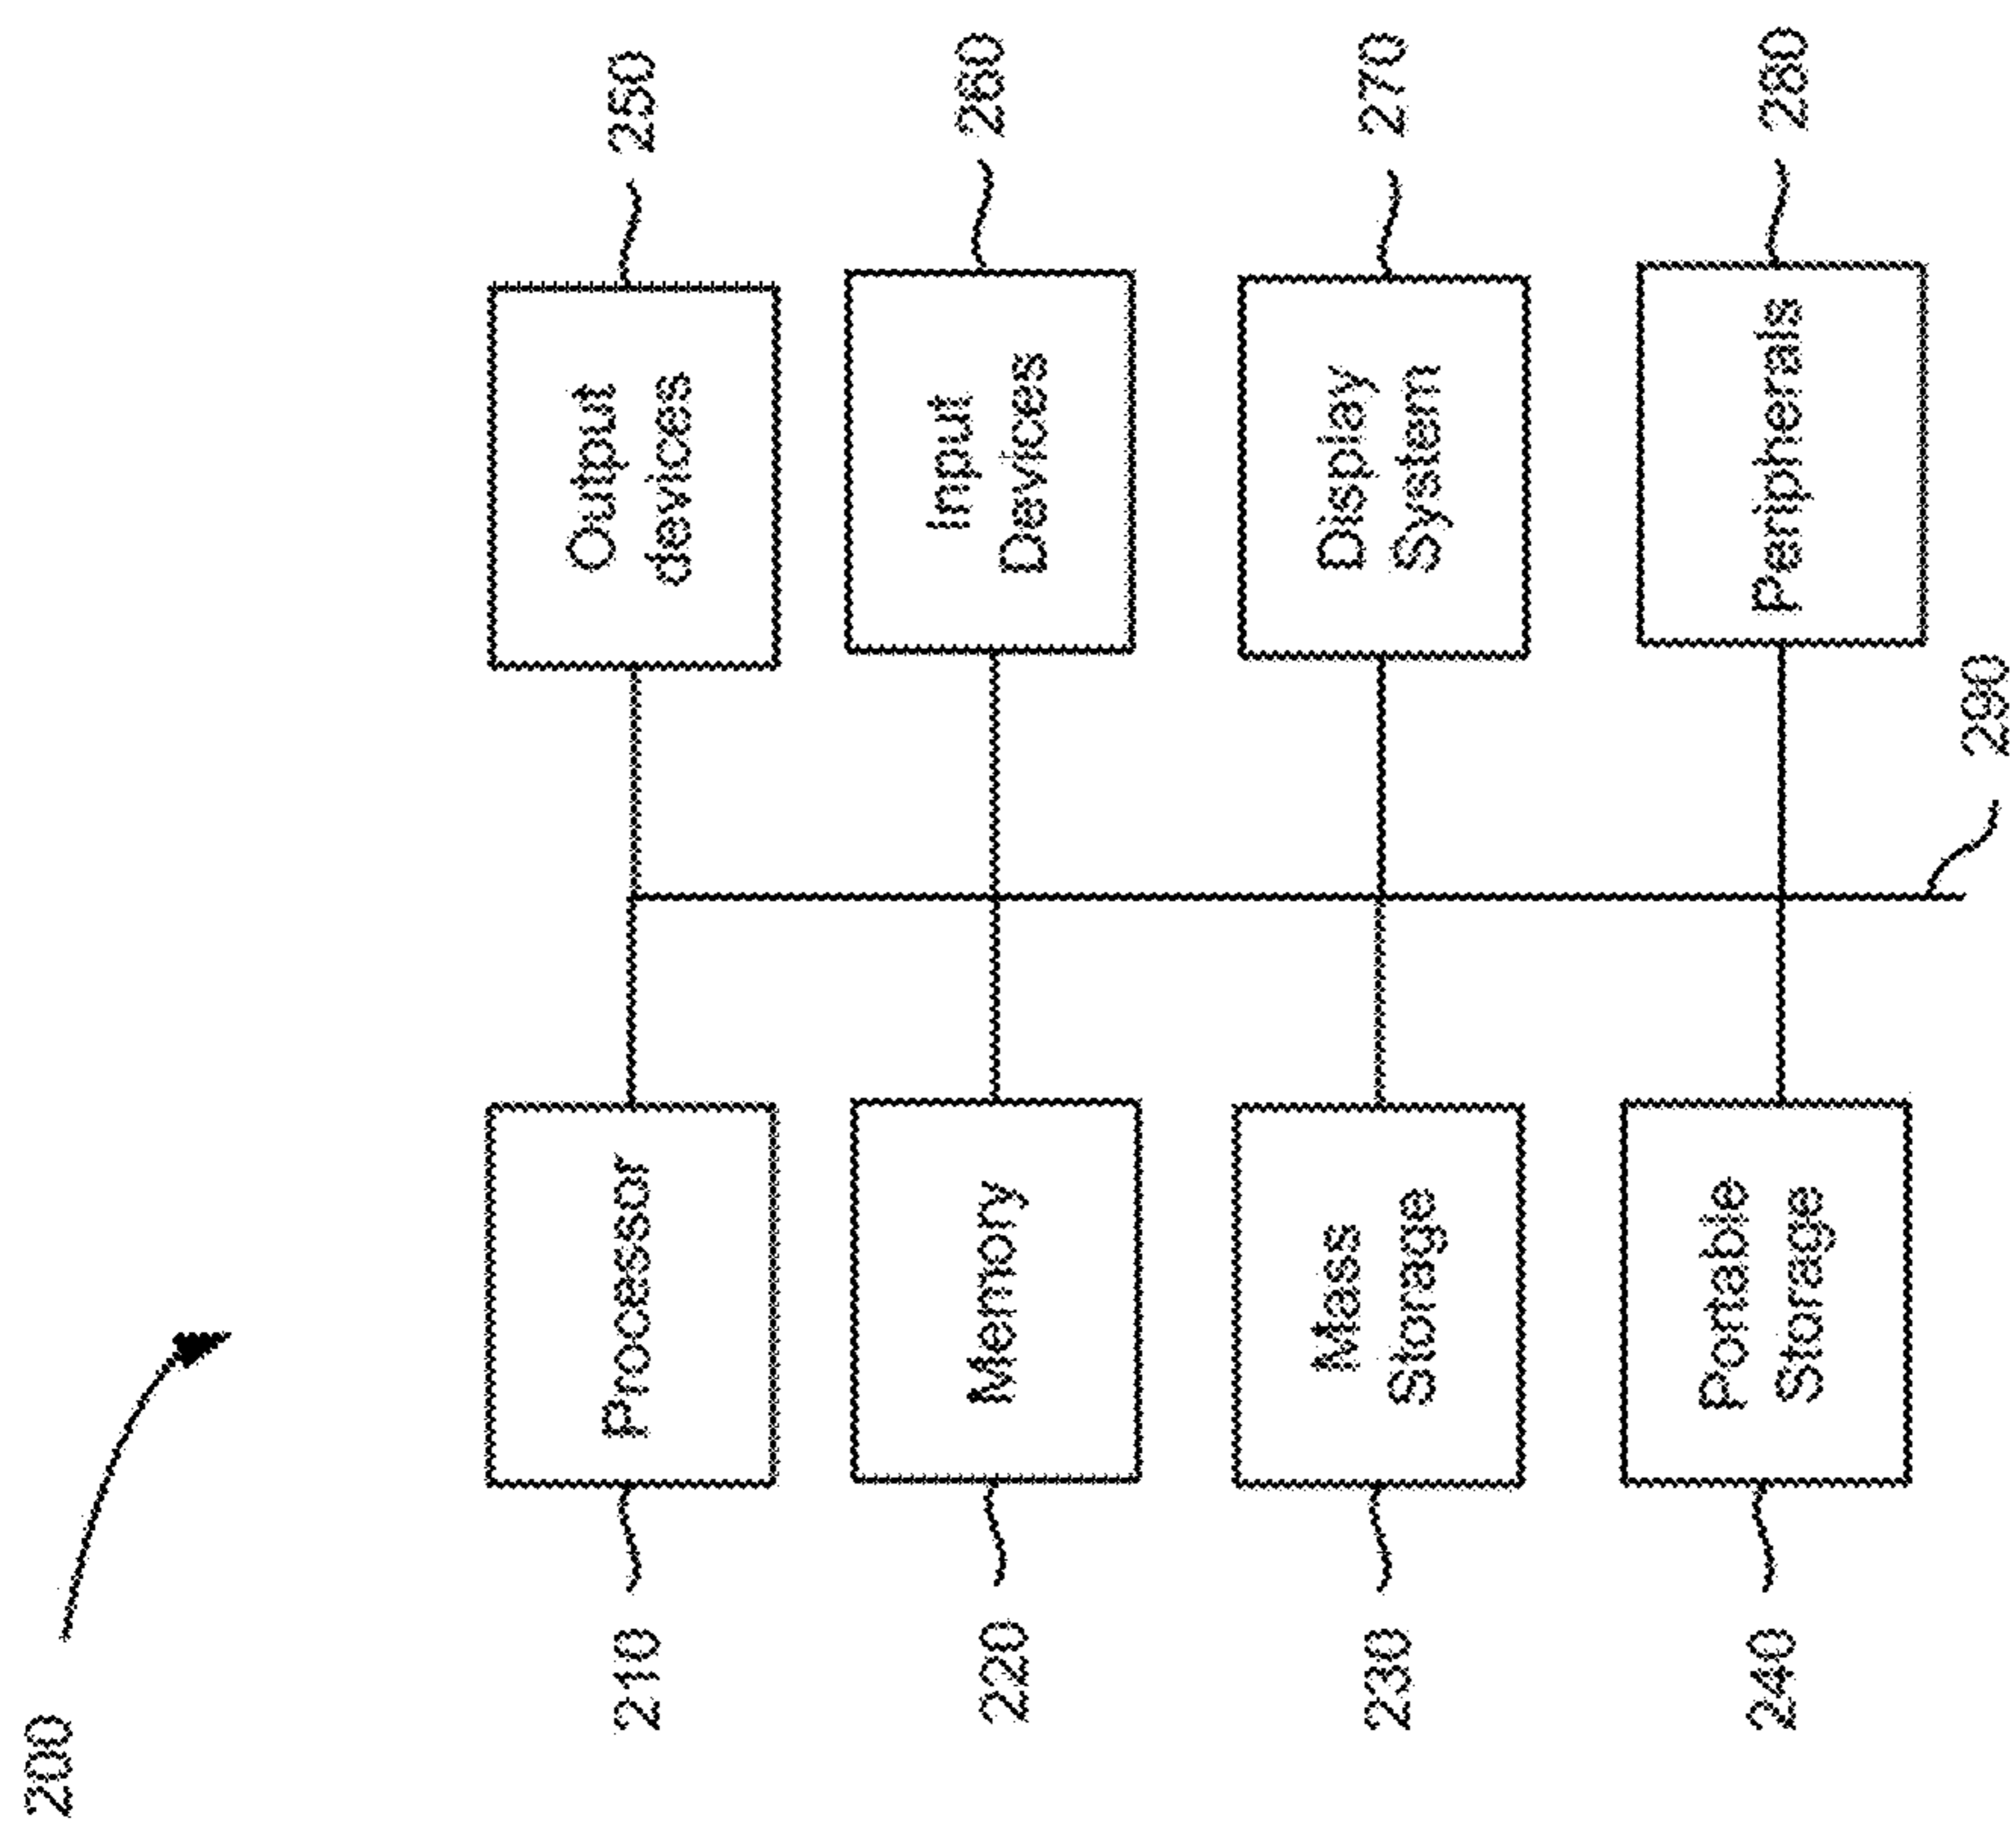 200
210
Processor
Output
devices
250
220
Memory
Input
Devices
260
230
Mass
Storage
Display
System
270
240
Portable
Storage
Peripherals
280
290